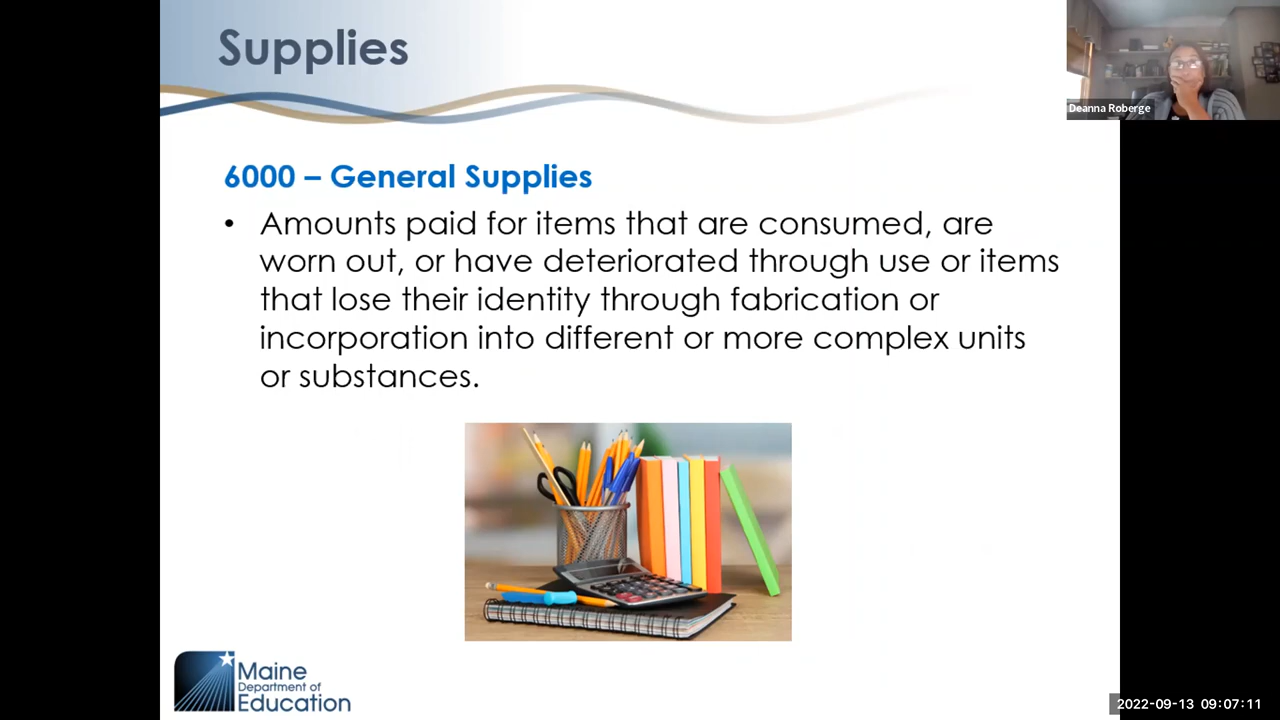 Supplies
Deanna Roberge
6000 – General Supplies
• Amounts paid for items that are consumed, are
worn out, or have deteriorated through use or items
that lose their identity through fabrication or
incorporation into different or more complex units
or substances.
Maine
Department of
Education
2022-09-13 09:07:11